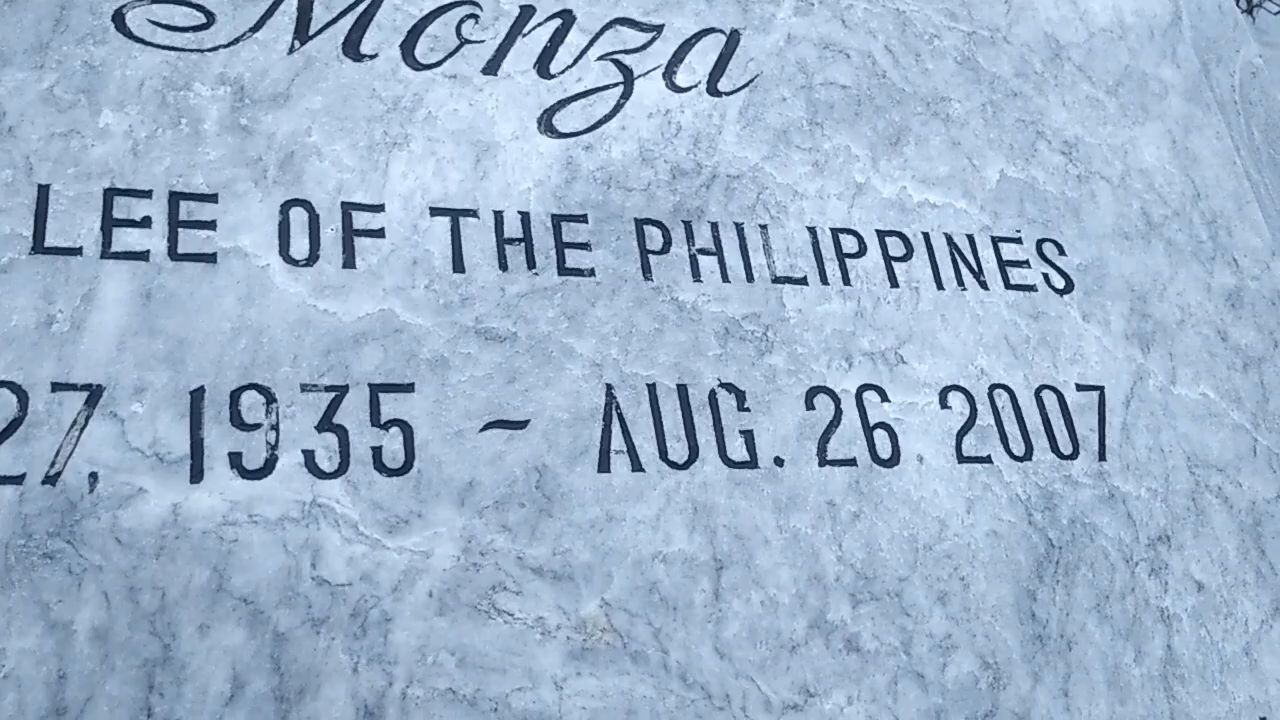 Monza
LEE OF THE PHILIPPINES
27, 1935 ~ AUG. 26 2007